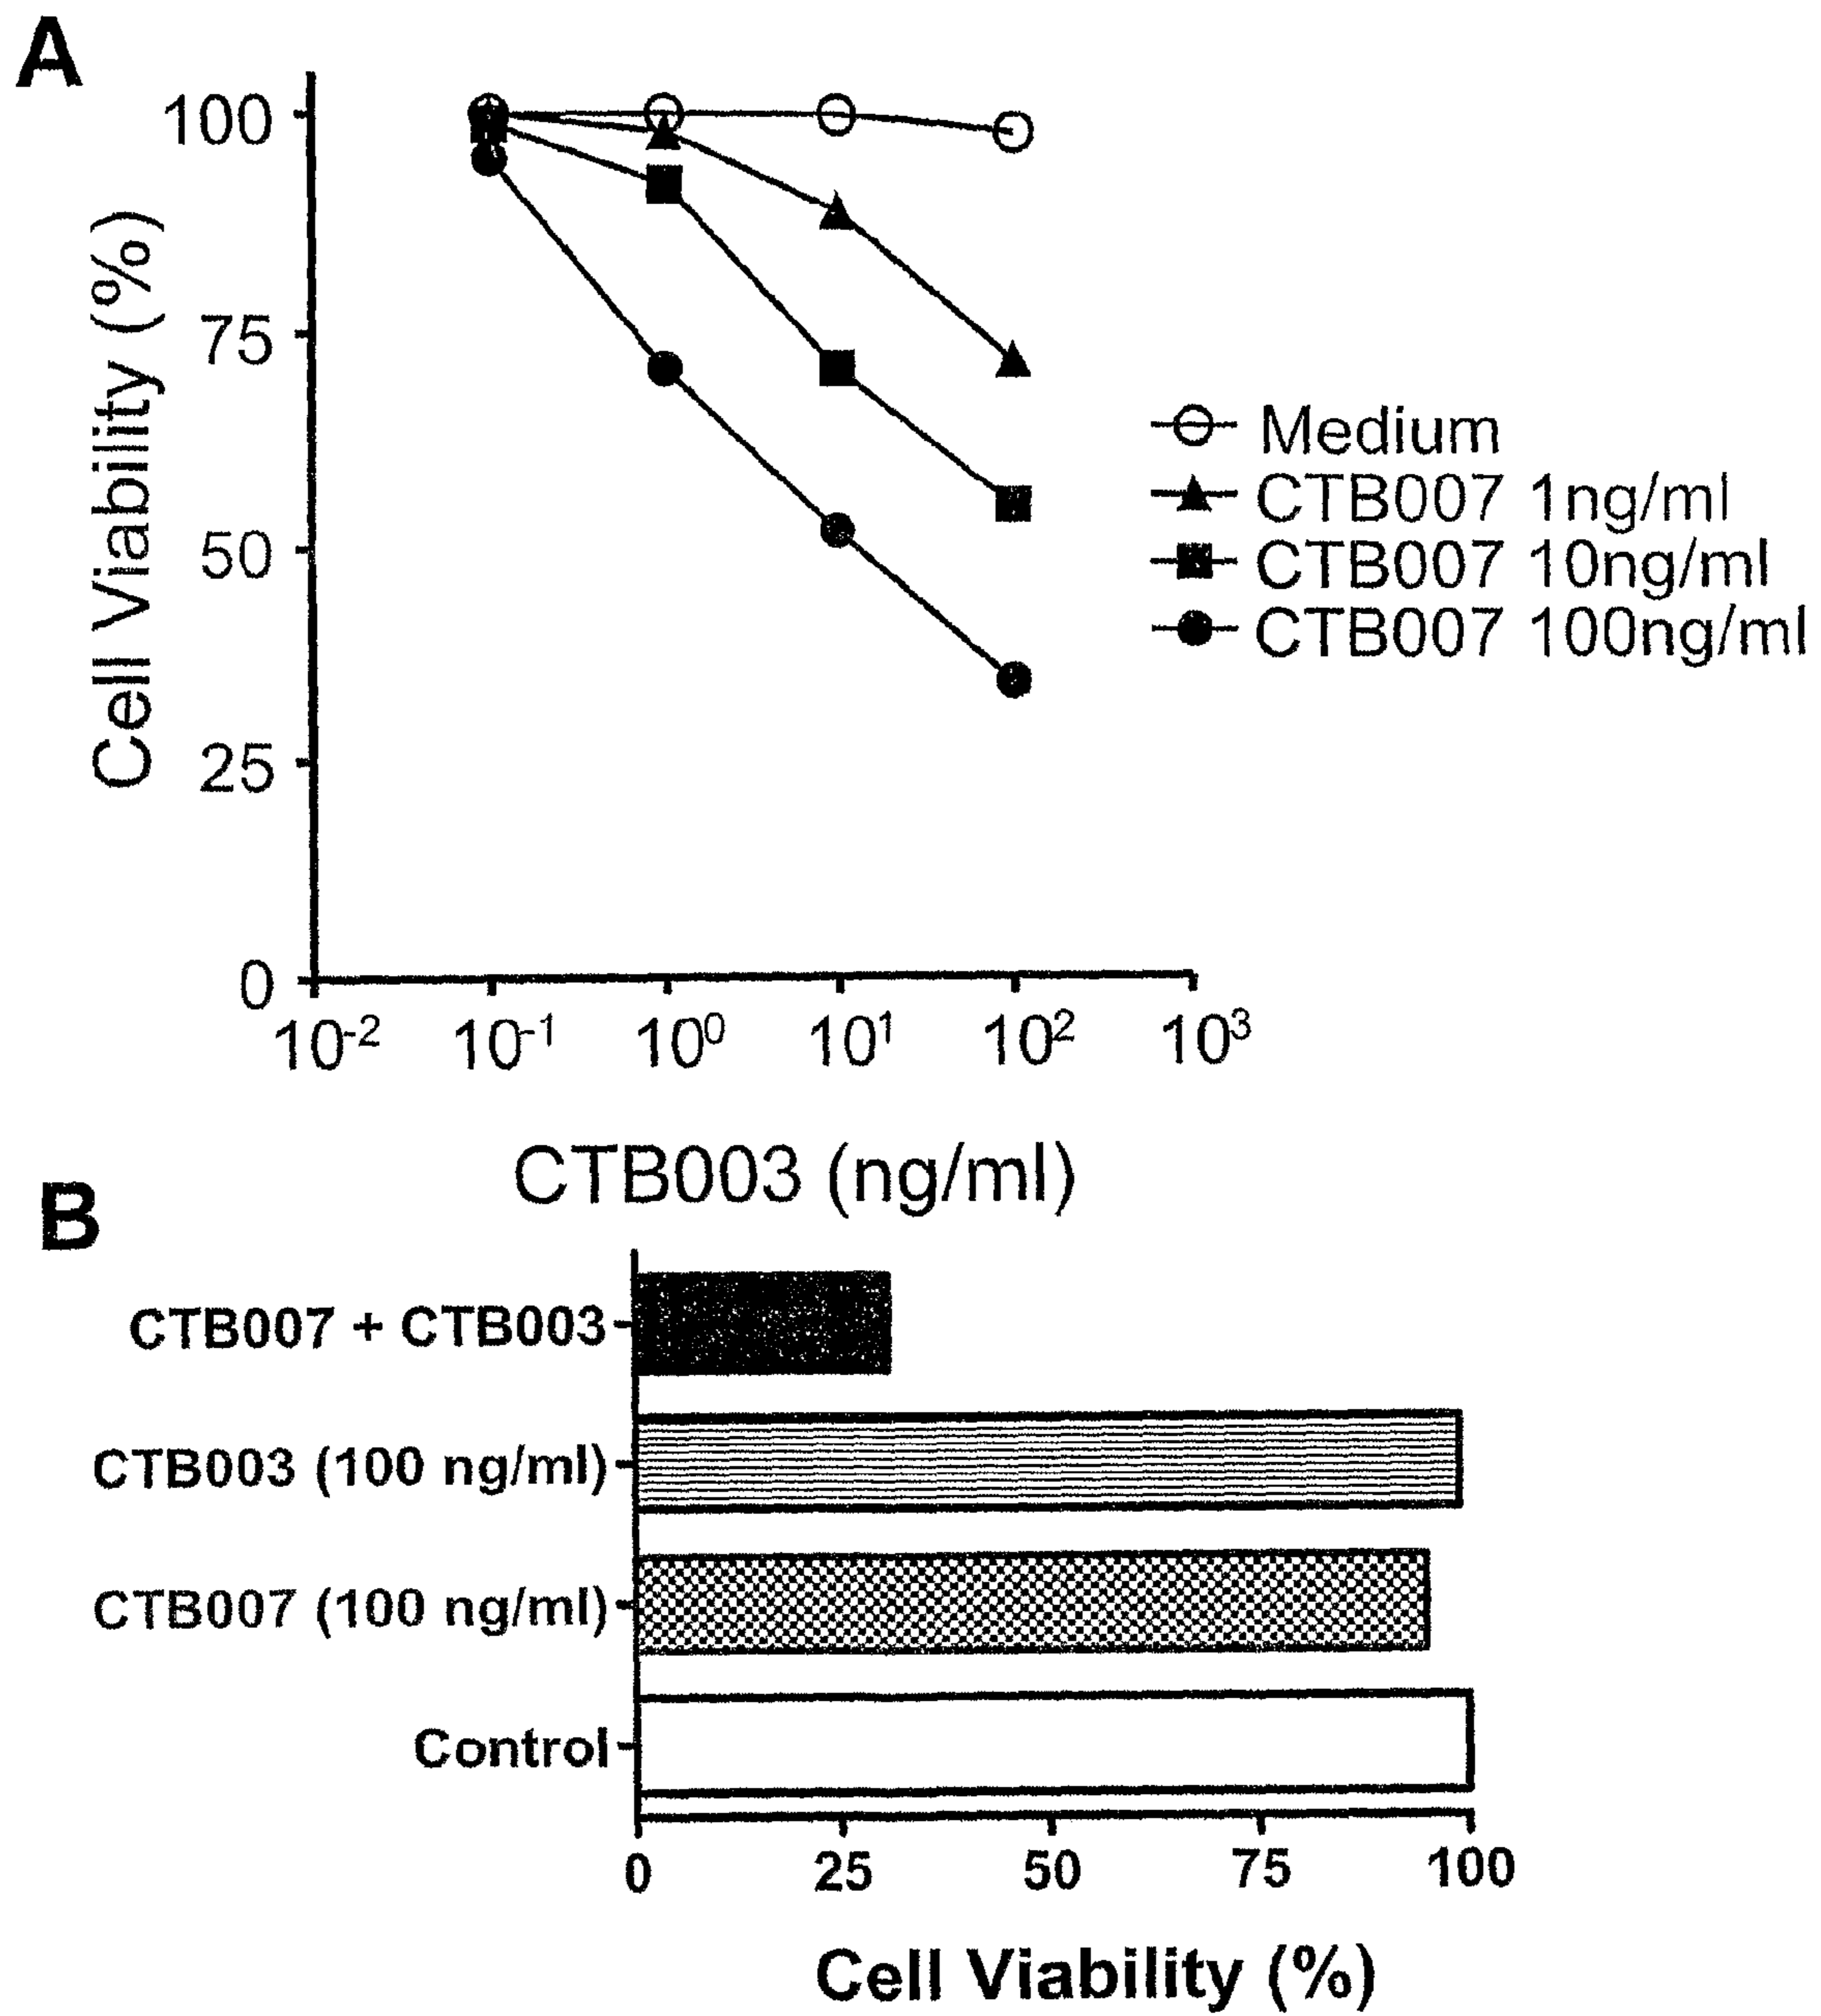 A
100
75
50
25
0
Cell Viability (%)
10-2 10-1 100 101 102 103
CTB003 (ng/ml)
Medium
CTB007 1ng/ml
CTB007 10ng/ml
CTB007 100ng/ml
B
CTB007 + CTB003
CTB003 (100 ng/ml)
CTB007 (100 ng/ml)
Control
0 25 50 75 100
Cell Viability (%)